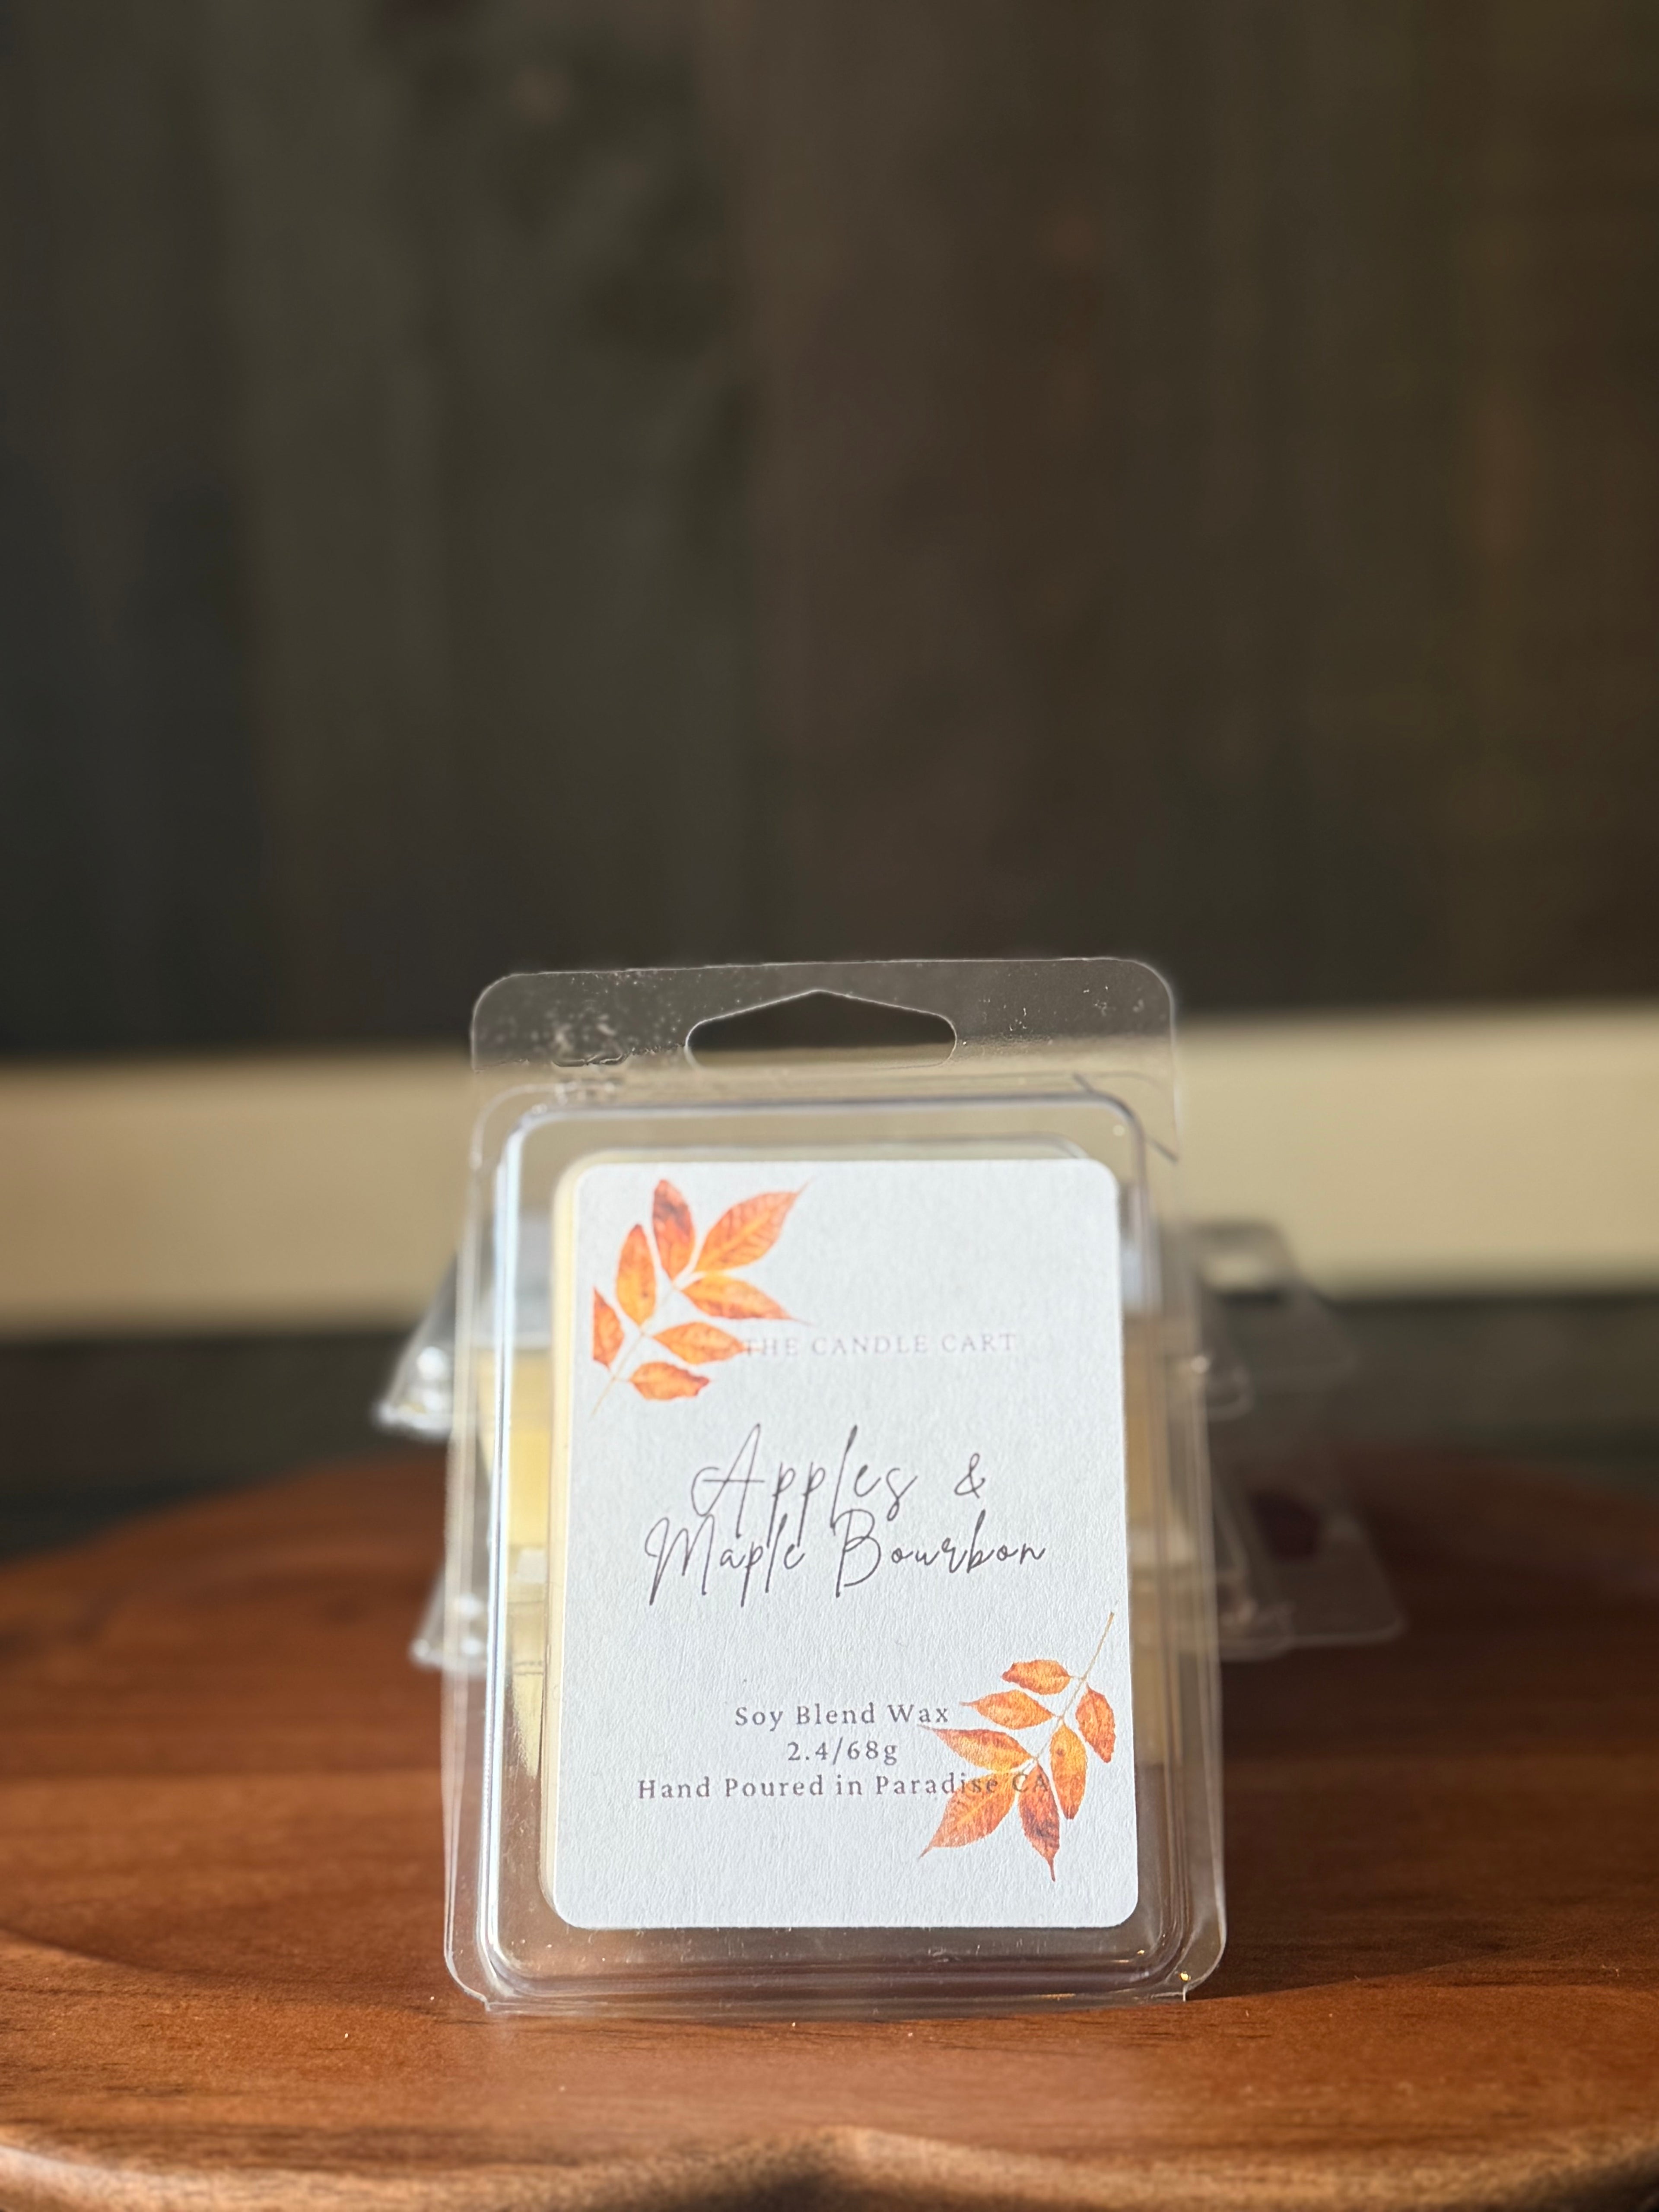 THE CANDLE CART
Apples &
Maple Bourbon
Soy Blend Wax
2.4/68g
Hand Poured in Paradise CA